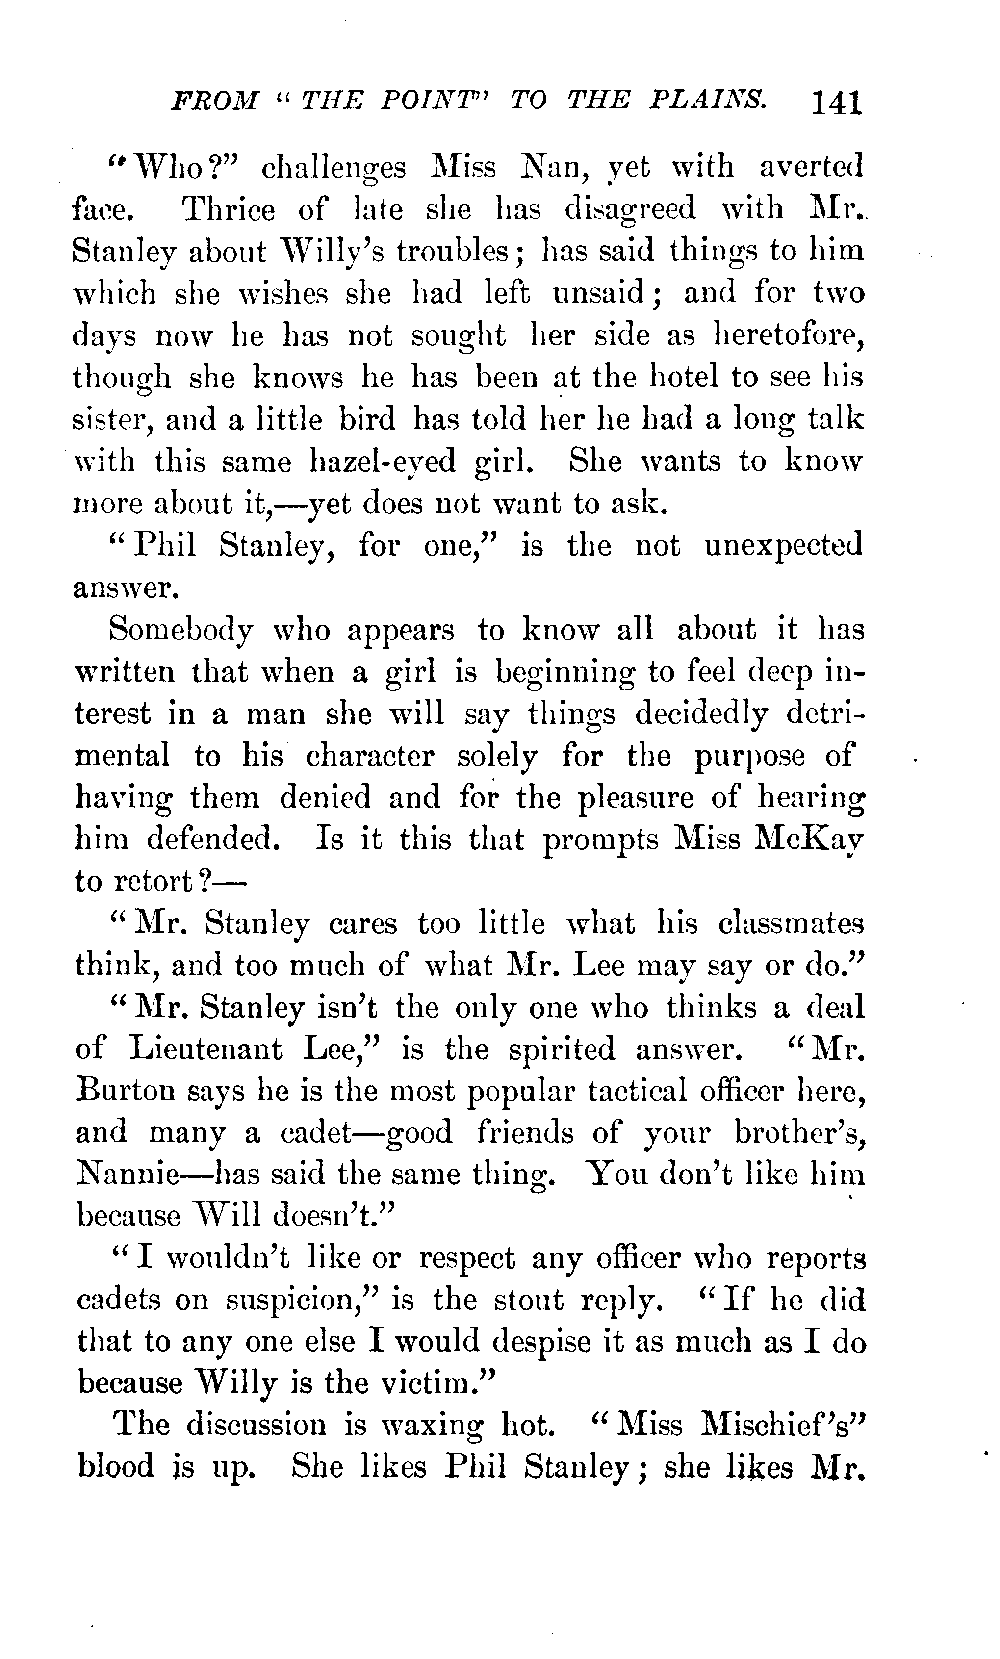 FROM "THE POINT" TO THE PLAINS. 141
"Who?" challenges Miss Nan, yet with averted
face. Thrice of late she has disagreed with Mr.
Stanley about Willy's troubles; has said things to him
which she wishes she had left unsaid; and for two
days now he has not sought her side as heretofore,
though she knows he has been at the hotel to see his
sister, and a little bird has told her he had a long talk
with this same hazel-eyed girl. She wants to know
more about it,—yet does not want to ask.
"Phil Stanley, for one," is the not unexpected
answer.
Somebody who appears to know all about it has
written that when a girl is beginning to feel deep in-
terest in a man she will say things decidedly detri-
mental to his character solely for the purpose of
having them denied and for the pleasure of hearing
him defended. Is it this that prompts Miss McKay
to retort?—
"Mr. Stanley cares too little what his classmates
think, and too much of what Mr. Lee may say or do."
"Mr. Stanley isn't the only one who thinks a deal
of Lieutenant Lee," is the spirited answer. "Mr.
Burton says he is the most popular tactical officer here,
and many a cadet—good friends of your brother's,
Nannie—has said the same thing. You don't like him
because Will doesn't."
"I wouldn't like or respect any officer who reports
cadets on suspicion," is the stout reply. "If he did
that to any one else I would despise it as much as I do
because Willy is the victim."
The discussion is waxing hot. "Miss Mischief's"
blood is up. She likes Phil Stanley; she likes Mr.